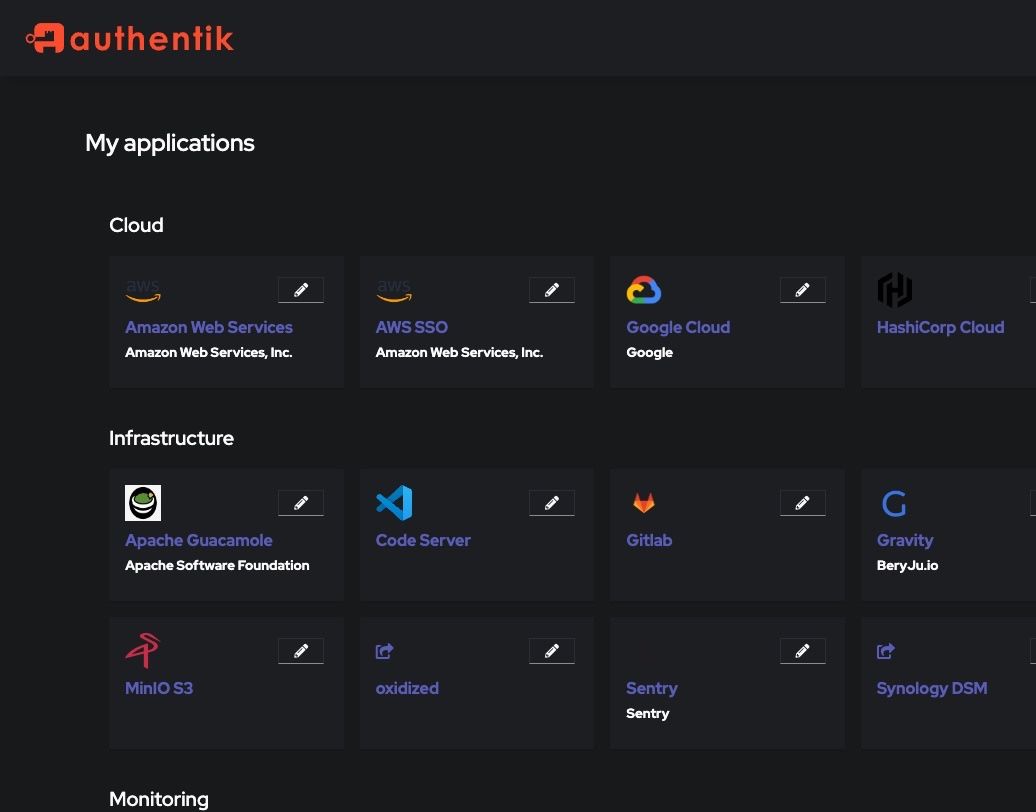 authentik
My applications
Cloud
aws
aws
Amazon Web Services
AWS SSO
Google Cloud
HashiCorp Cloud
Amazon Web Services, Inc.
Amazon Web Services, Inc.
Google
Infrastructure
Apache Guacamole
Code Server
Gitlab
Gravity
Apache Software Foundation
BeryJu.io
MinIO S3
oxidized
Sentry
Synology DSM
Sentry
Monitoring